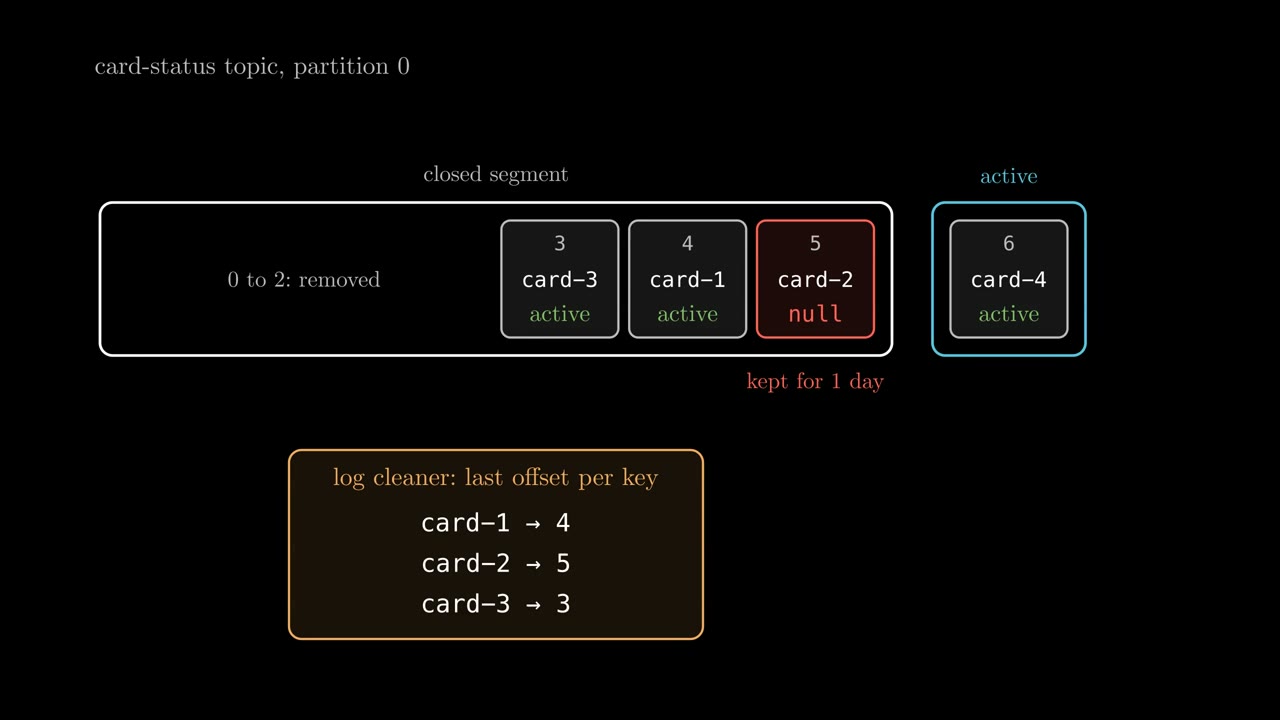 card-status topic, partition 0
closed segment
active
0 to 2: removed
3
card-3
active
4
card-1
active
5
card-2
null
6
card-4
active
kept for 1 day
log cleaner: last offset per key
card-1 → 4
card-2 → 5
card-3 → 3